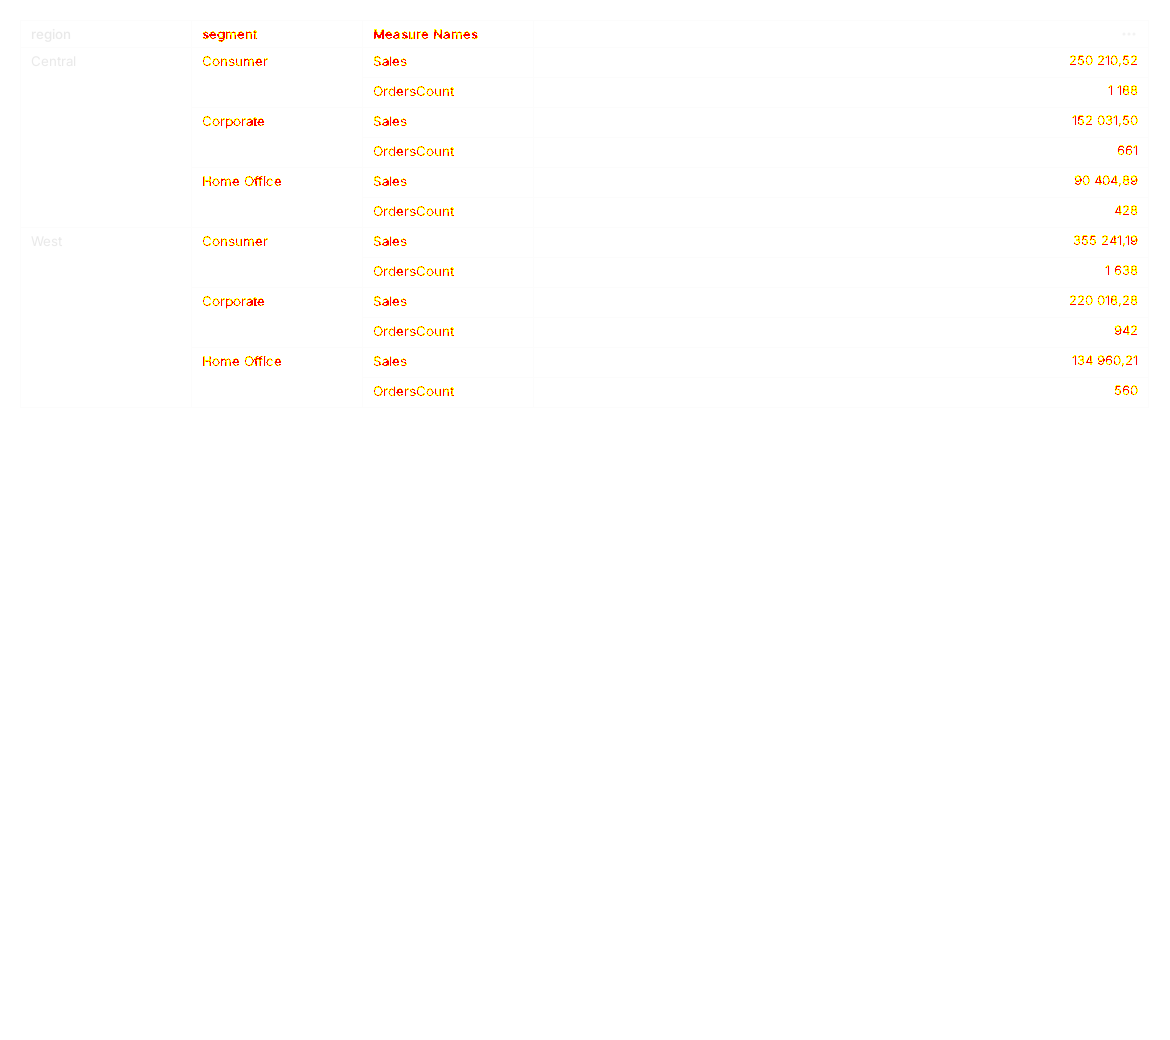 region segment Measure Names ...
Central Consumer Sales 250 210,52
OrdersCount 1 168
Corporate Sales 152 031,50
OrdersCount 661
Home Office Sales 90 404,89
OrdersCount 428
West Consumer Sales 355 241,19
OrdersCount 1 638
Corporate Sales 220 018,28
OrdersCount 942
Home Office Sales 134 960,21
OrdersCount 560